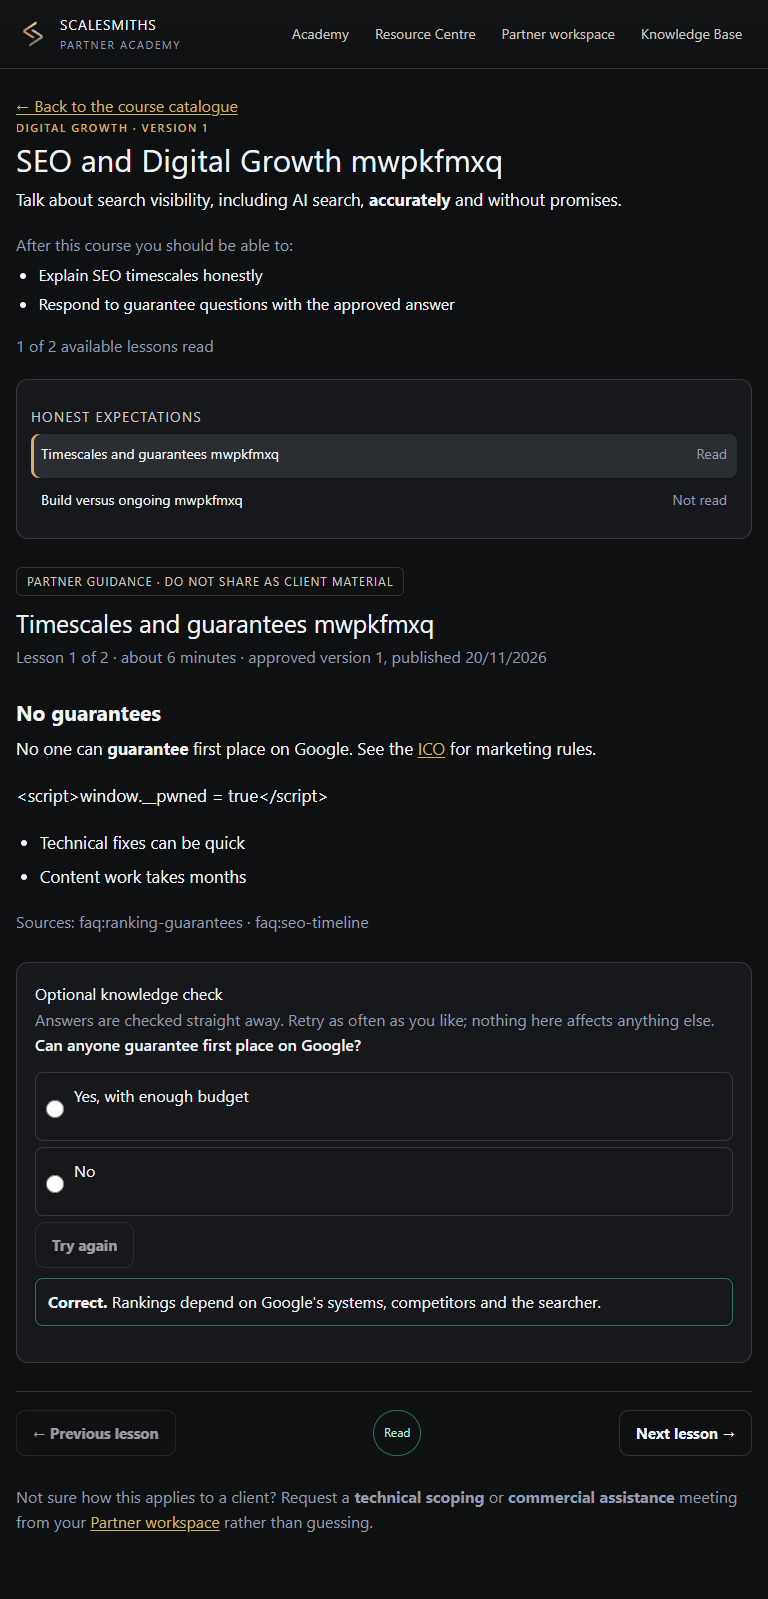 SCALESMITHS
PARTNER ACADEMY
Academy
Resource Centre
Partner workspace
Knowledge Base
← Back to the course catalogue
DIGITAL GROWTH · VERSION 1
SEO and Digital Growth mwpkfmxq
Talk about search visibility, including AI search, accurately and without promises.
After this course you should be able to:
• Explain SEO timescales honestly
• Respond to guarantee questions with the approved answer
1 of 2 available lessons read
HONEST EXPECTATIONS
Timescales and guarantees mwpkfmxq Read
Build versus ongoing mwpkfmxq Not read
PARTNER GUIDANCE · DO NOT SHARE AS CLIENT MATERIAL
Timescales and guarantees mwpkfmxq
Lesson 1 of 2 · about 6 minutes · approved version 1, published 20/11/2026
No guarantees
No one can guarantee first place on Google. See the ICO for marketing rules.
<script>window.__pwned = true</script>
• Technical fixes can be quick
• Content work takes months
Sources: faq:ranking-guarantees · faq:seo-timeline
Optional knowledge check
Answers are checked straight away. Retry as often as you like; nothing here affects anything else.
Can anyone guarantee first place on Google?
Yes, with enough budget
No
Try again
Correct. Rankings depend on Google's systems, competitors and the searcher.
← Previous lesson
Read
Next lesson →
Not sure how this applies to a client? Request a technical scoping or commercial assistance meeting
from your Partner workspace rather than guessing.